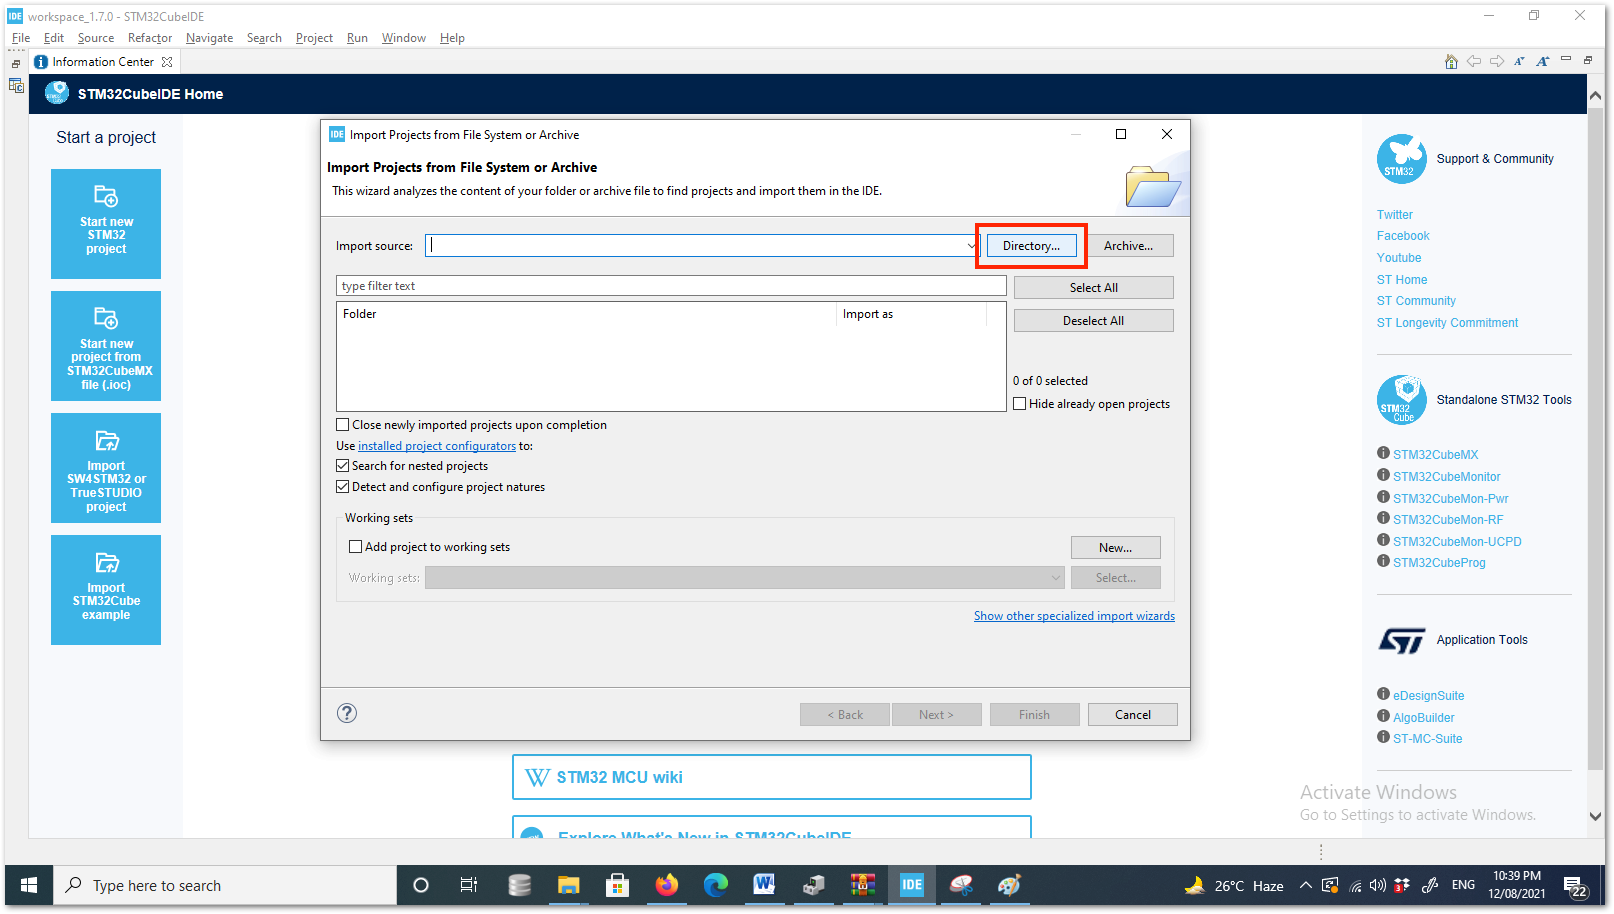 IDE workspace_1.7.0 - STM32CubeIDE
File Edit Source Refactor Navigate Search Project Run Window Help
Information Center
STM32CubeIDE Home
Start a project
Start new
STM32
project
Start new
project from
STM32CubeMX
file (.ioc)
Import
SW4STM32 or
TrueSTUDIO
project
Import
STM32Cube
example
IDE Import Projects from File System or Archive
Import Projects from File System or Archive
This wizard analyzes the content of your folder or archive file to find projects and import them in the IDE.
Import source: Directory... Archive...
type filter text
Select All
Folder Import as
Deselect All
0 of 0 selected
Hide already open projects
Close newly imported projects upon completion
Use installed project configurators to:
Search for nested projects
Detect and configure project natures
Working sets
Add project to working sets New...
Working sets: Select...
Show other specialized import wizards
< Back Next > Finish Cancel
STM32 MCU wiki
Explore What's New in STM32CubeIDE
STM32
Support & Community
Twitter
Facebook
Youtube
ST Home
ST Community
ST Longevity Commitment
STM32
Cube
Standalone STM32 Tools
STM32CubeMX
STM32CubeMonitor
STM32CubeMon-Pwr
STM32CubeMon-RF
STM32CubeMon-UCPD
STM32CubeProg
ST
Application Tools
eDesignSuite
AlgoBuilder
ST-MC-Suite
Activate Windows
Go to Settings to activate Windows.
Type here to search
IDE
26°C Haze
3
ENG
10:39 PM
12/08/2021
22